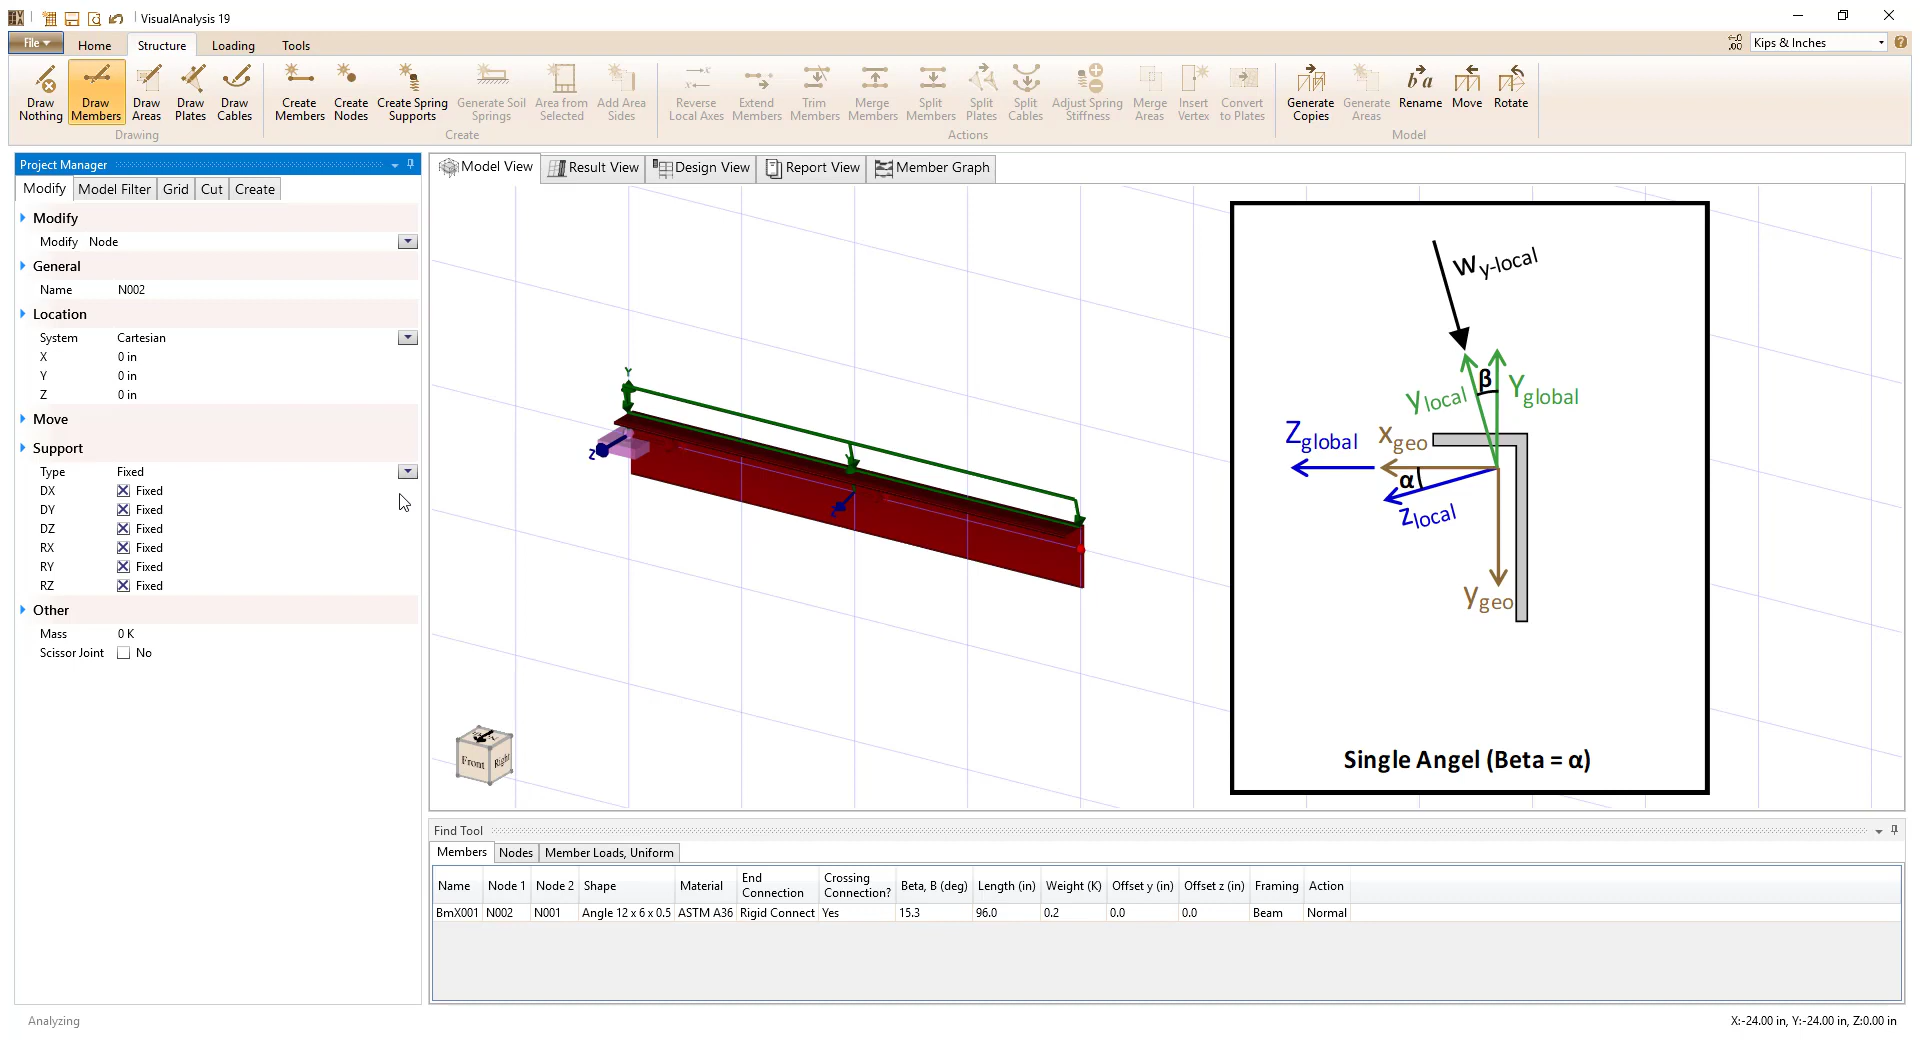 VisualAnalysis 19
File
Home
Structure
Loading
Tools
Kips & Inches
Draw Nothing
Draw Members
Draw Areas
Draw Plates
Draw Cables
Drawing
Create Members
Create Nodes
Create Spring Supports
Generate Soil Springs
Area from Selected
Add Area Sides
Create
Reverse Local Axes
Extend Members
Trim Members
Merge Members
Split Members
Split Plates
Split Cables
Adjust Spring Stiffness
Merge Areas
Insert Vertex
Convert to Plates
Actions
Generate Copies
Generate Areas
Rename
Move
Rotate
Model
Project Manager
Modify
Model Filter
Grid
Cut
Create
Modify
Modify Node
General
Name N002
Location
System Cartesian
X 0 in
Y 0 in
Z 0 in
Move
Support
Type Fixed
DX Fixed
DY Fixed
DZ Fixed
RX Fixed
RY Fixed
RZ Fixed
Other
Mass 0 K
Scissor Joint No
Model View
Result View
Design View
Report View
Member Graph
Y
Z
Front
Right
w y-local
β
y local
Y global
Z global
x geo
α
z local
y geo
Single Angel (Beta = α)
Find Tool
Members
Nodes
Member Loads, Uniform
Name Node 1 Node 2 Shape Material End Connection Crossing Connection? Beta, B (deg) Length (in) Weight (K) Offset y (in) Offset z (in) Framing Action
BmX001 N002 N001 Angle 12 x 6 x 0.5 ASTM A36 Rigid Connect Yes 15.3 96.0 0.2 0.0 0.0 Beam Normal
Analyzing
X:-24.00 in, Y:-24.00 in, Z:0.00 in